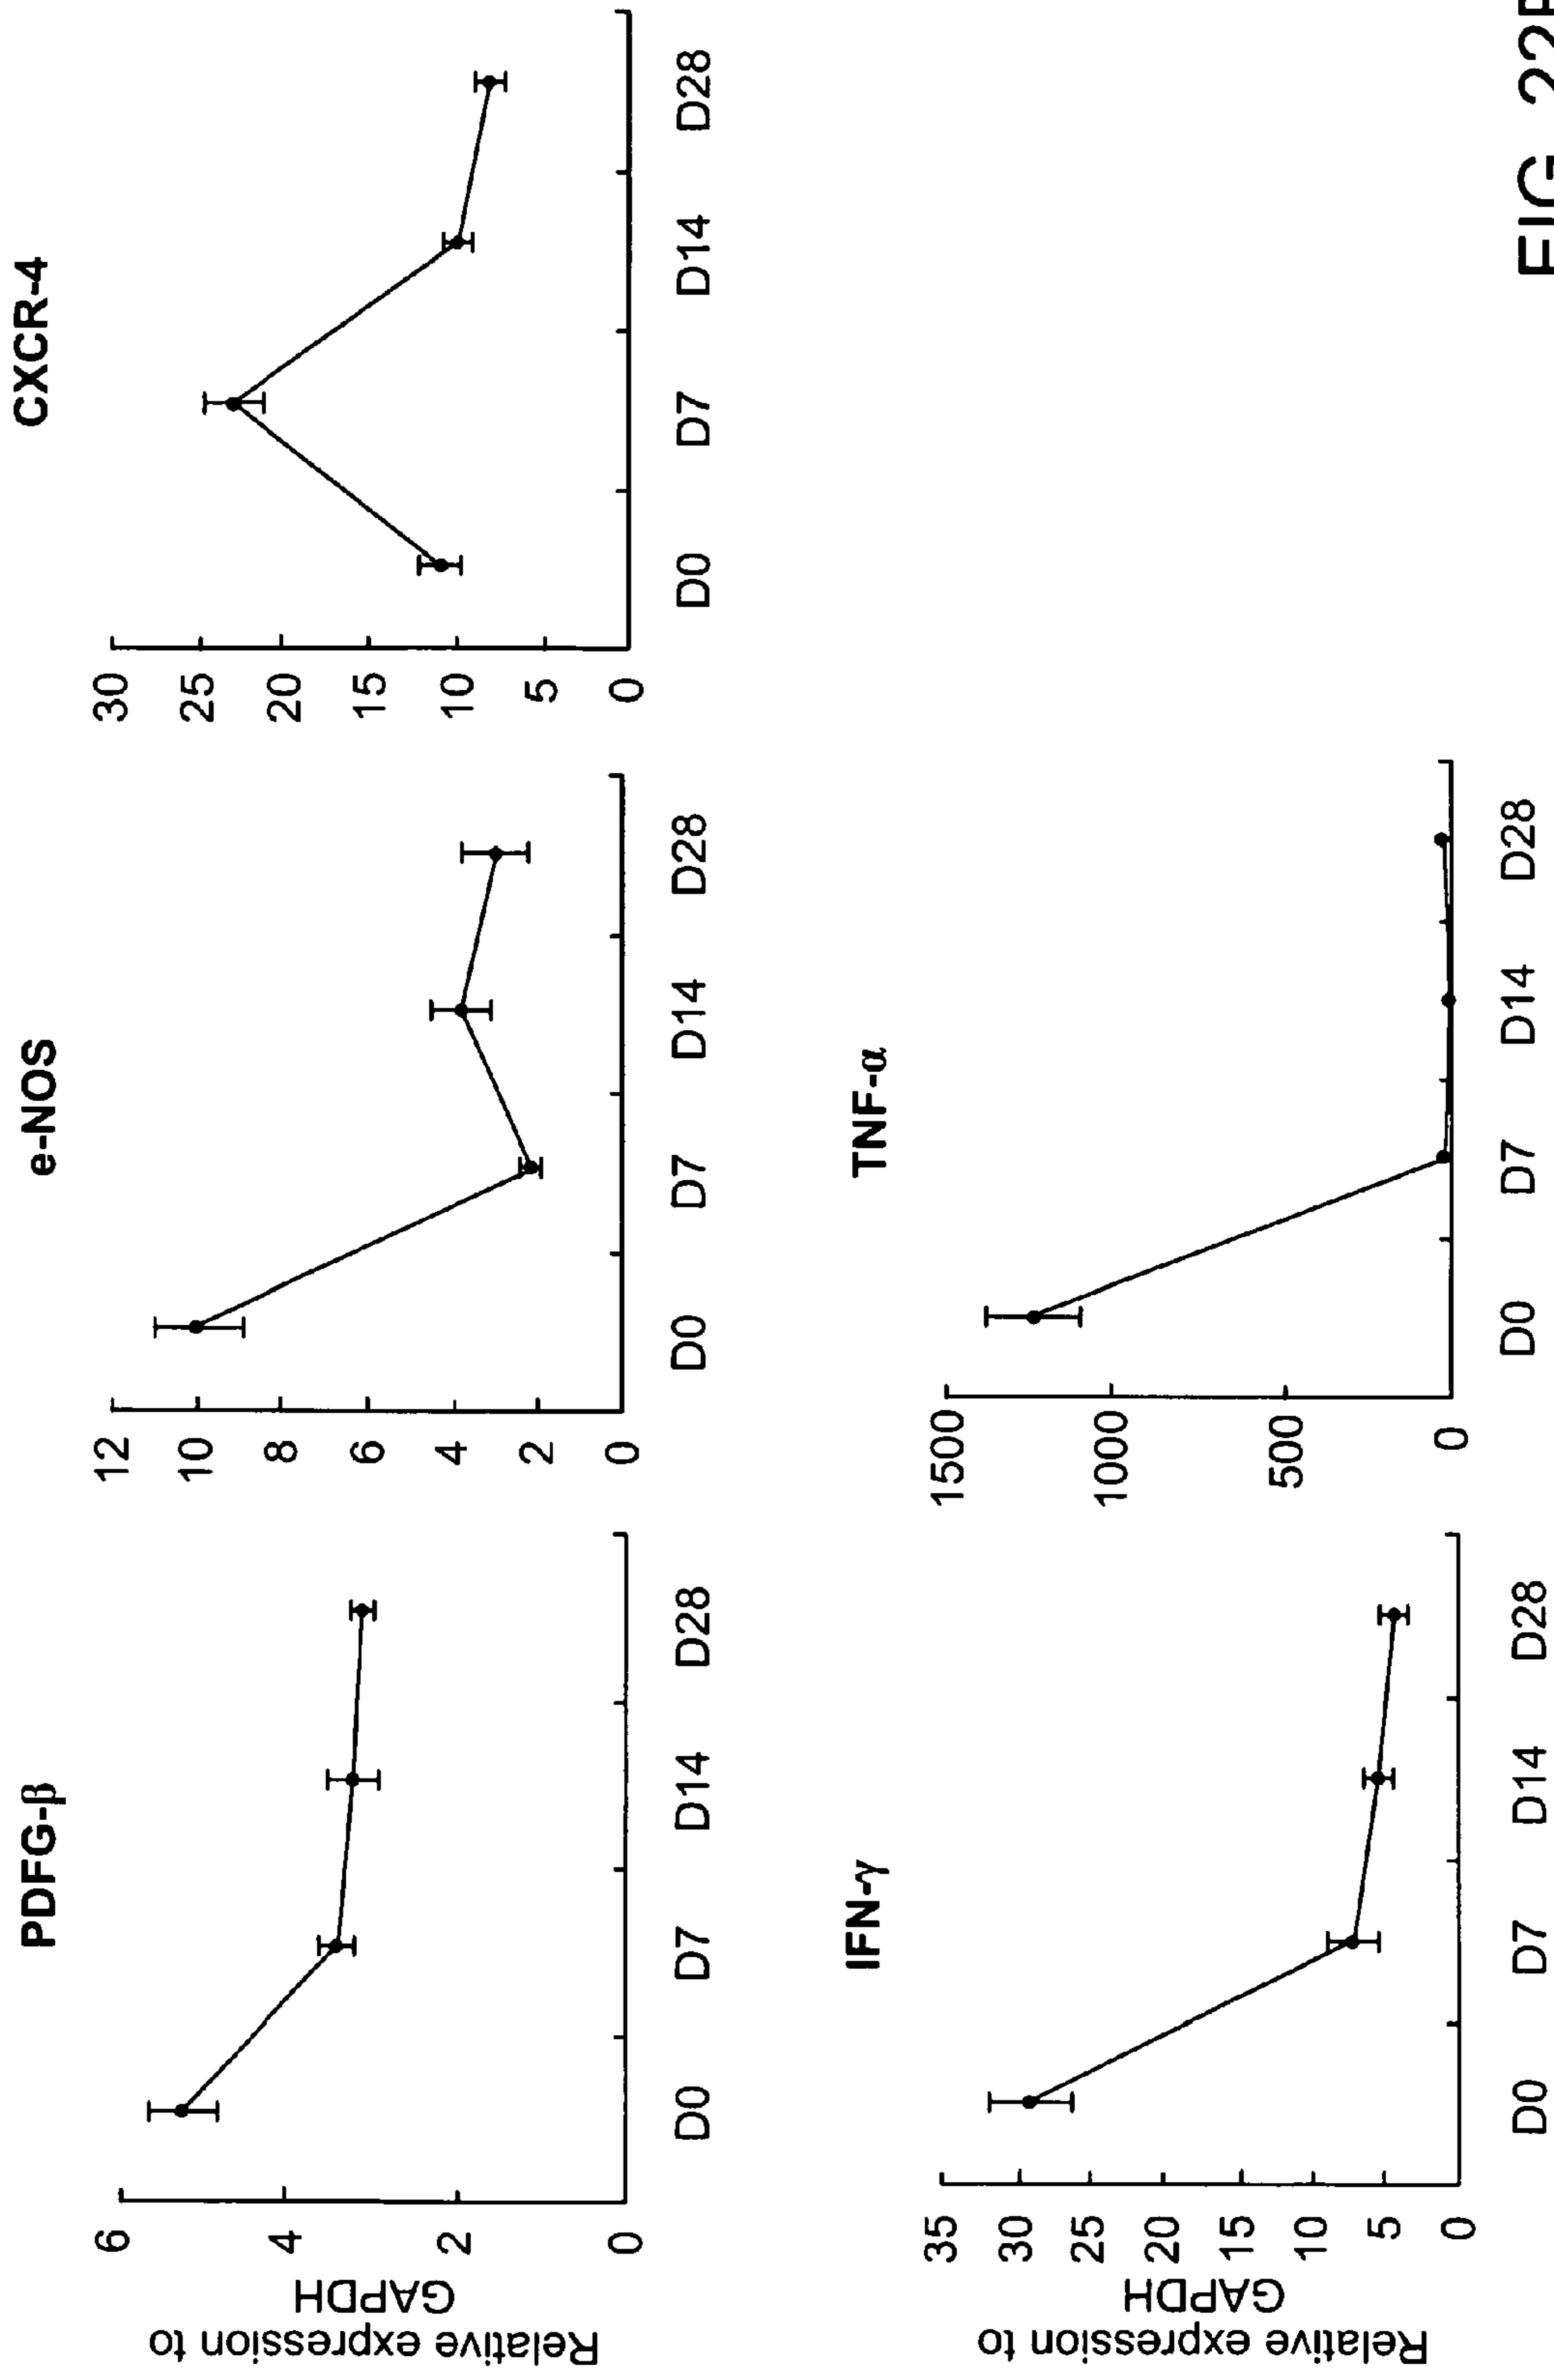 PDFG-β
Relative expression to
GAPDH
6
4
2
0
D0 D7 D14 D28
e-NOS
12
10
8
6
4
2
0
D0 D7 D14 D28
CXCR-4
30
25
20
15
10
5
0
D0 D7 D14 D28
IFN-γ
Relative expression to
GAPDH
35
30
25
20
15
10
5
0
D0 D7 D14 D28
TNF-α
1500
1000
500
0
D0 D7 D14 D28
FIG